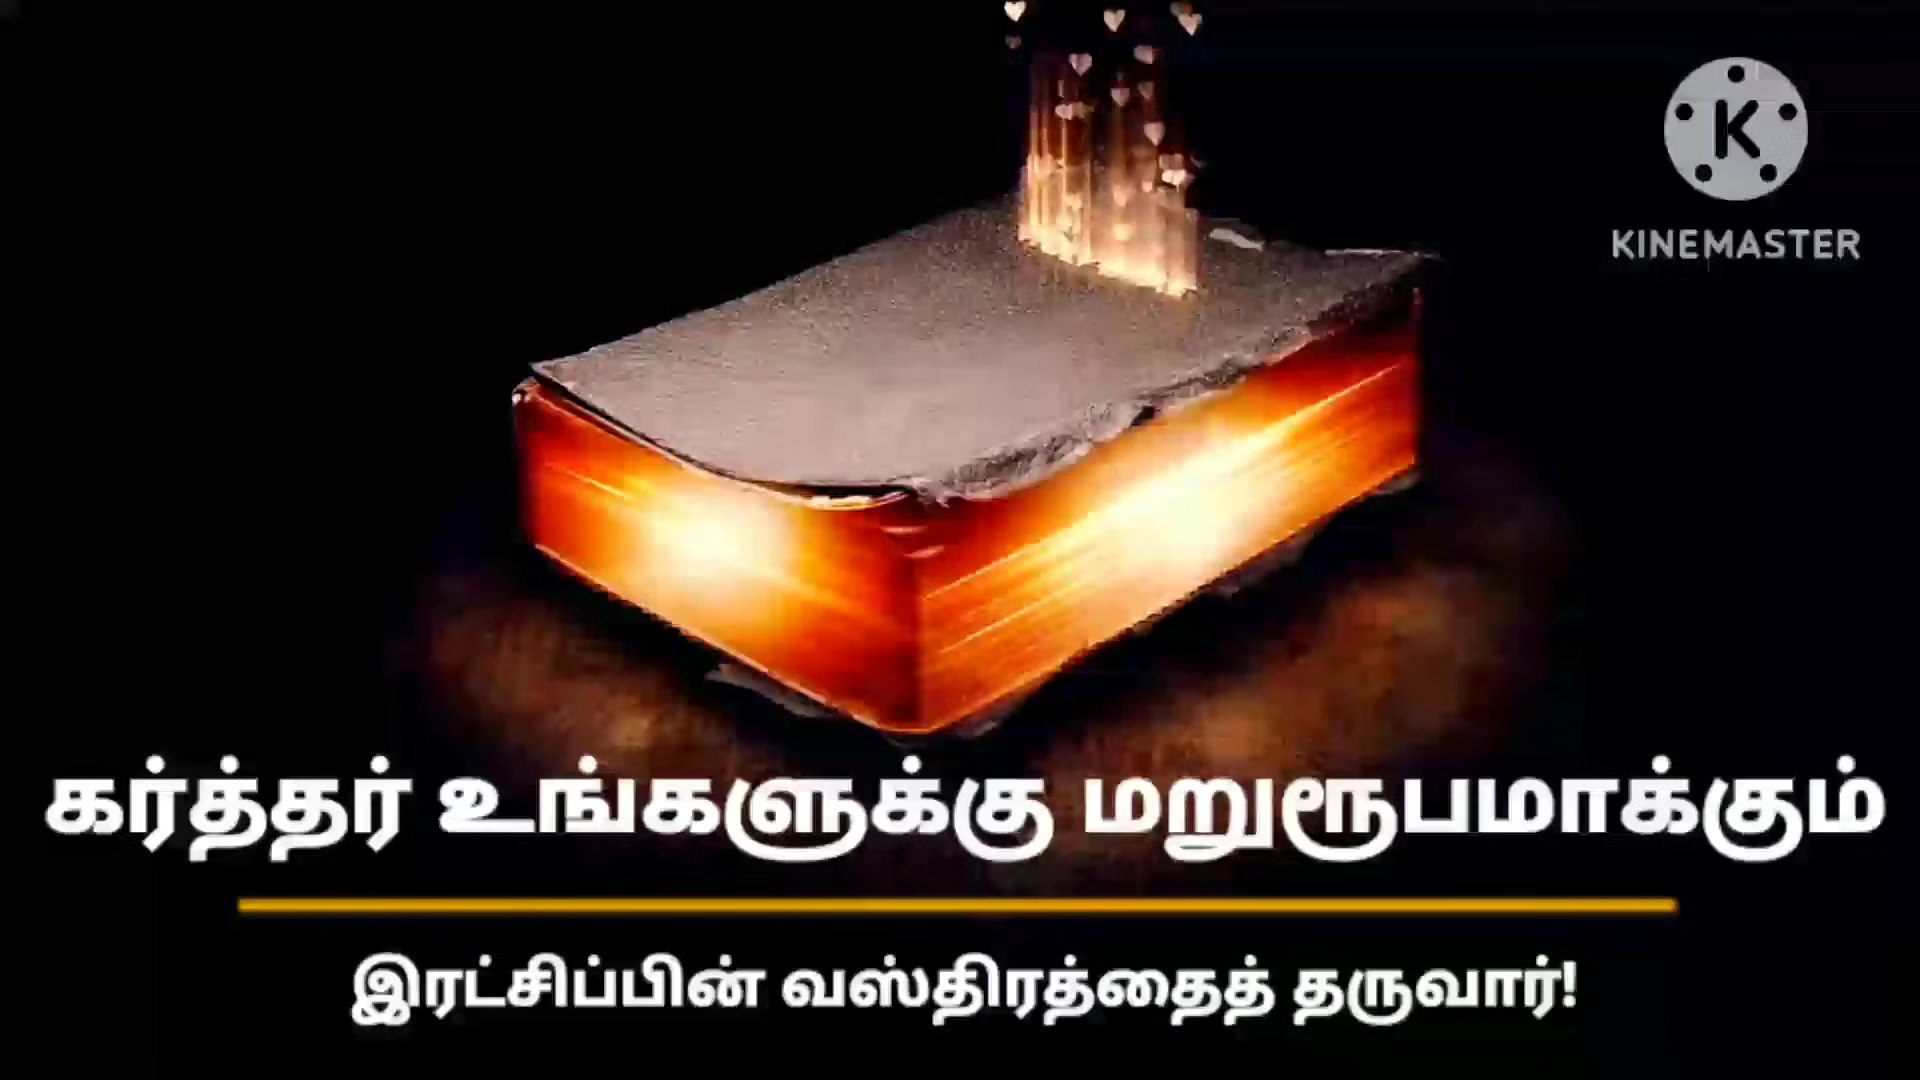 KINEMASTER
கர்த்தர் உங்களுக்கு மறுரூபமாக்கும்
இரட்சிப்பின் வஸ்திரத்தைத் தருவார்!